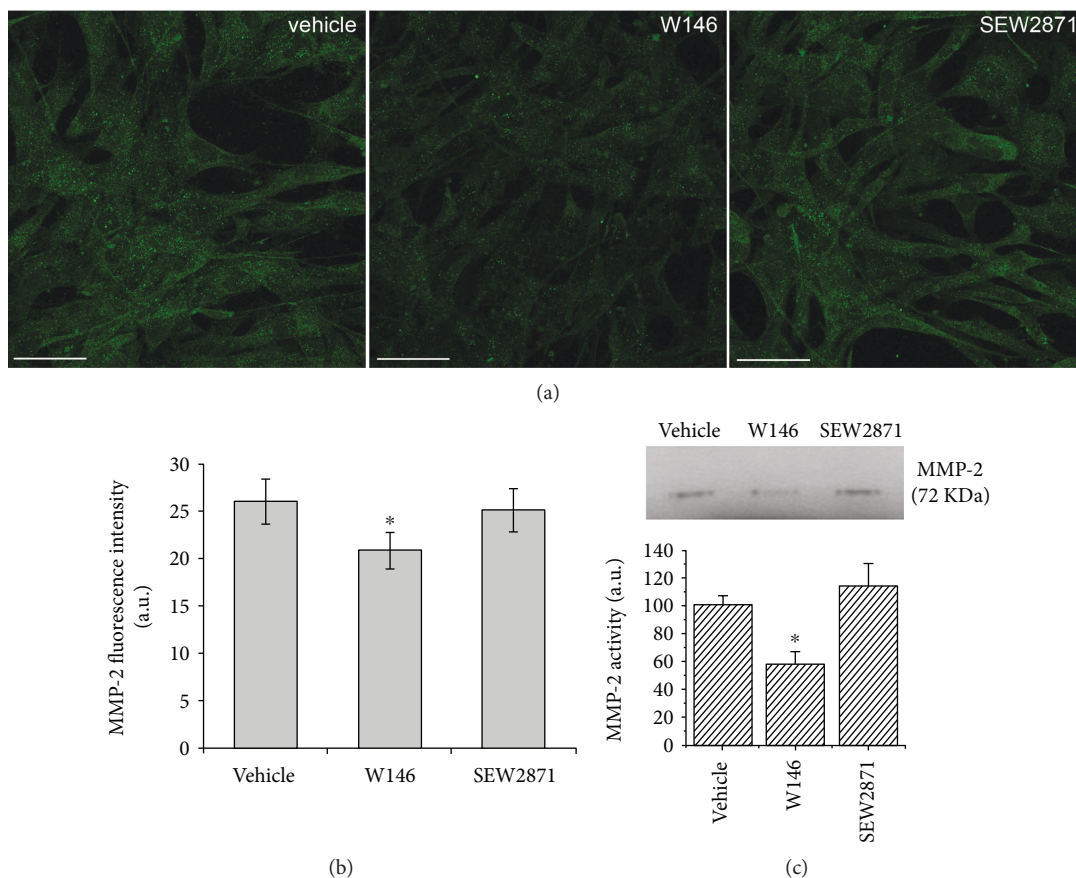 vehicle
W146
SEW2871
(a)
MMP-2 fluorescence intensity
(a.u.)
30
25
20
15
10
5
0
*
Vehicle
W146
SEW2871
(b)
Vehicle
W146
SEW2871
MMP-2
(72 KDa)
MMP-2 activity (a.u.)
140
120
100
80
60
40
20
0
*
Vehicle
W146
SEW2871
(c)